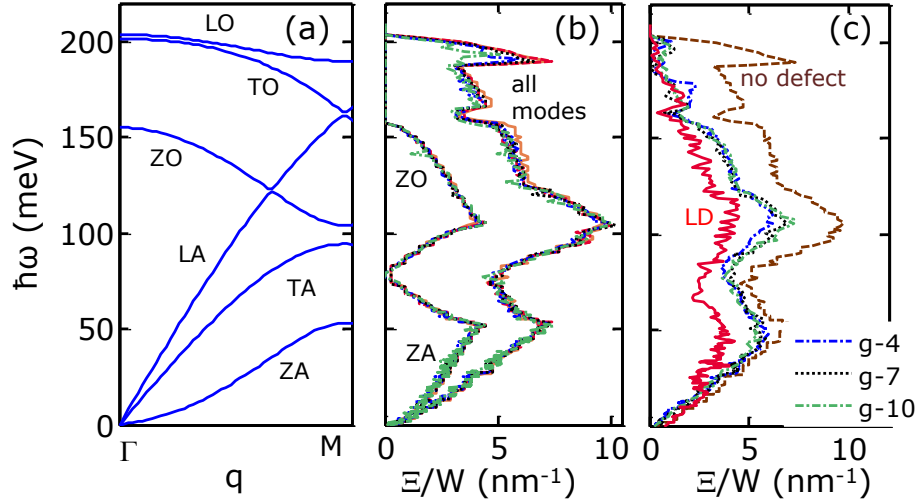 LO
(a)
(b)
(c)
200
TO
all
modes
no defect
150
ZO
ZO
ħω (meV)
100
LA
LD
TA
50
g-4
ZA
ZA
g-7
g-10
0
Γ
M
0
5
10
0
5
10
q
Ξ/W (nm⁻¹)
Ξ/W (nm⁻¹)